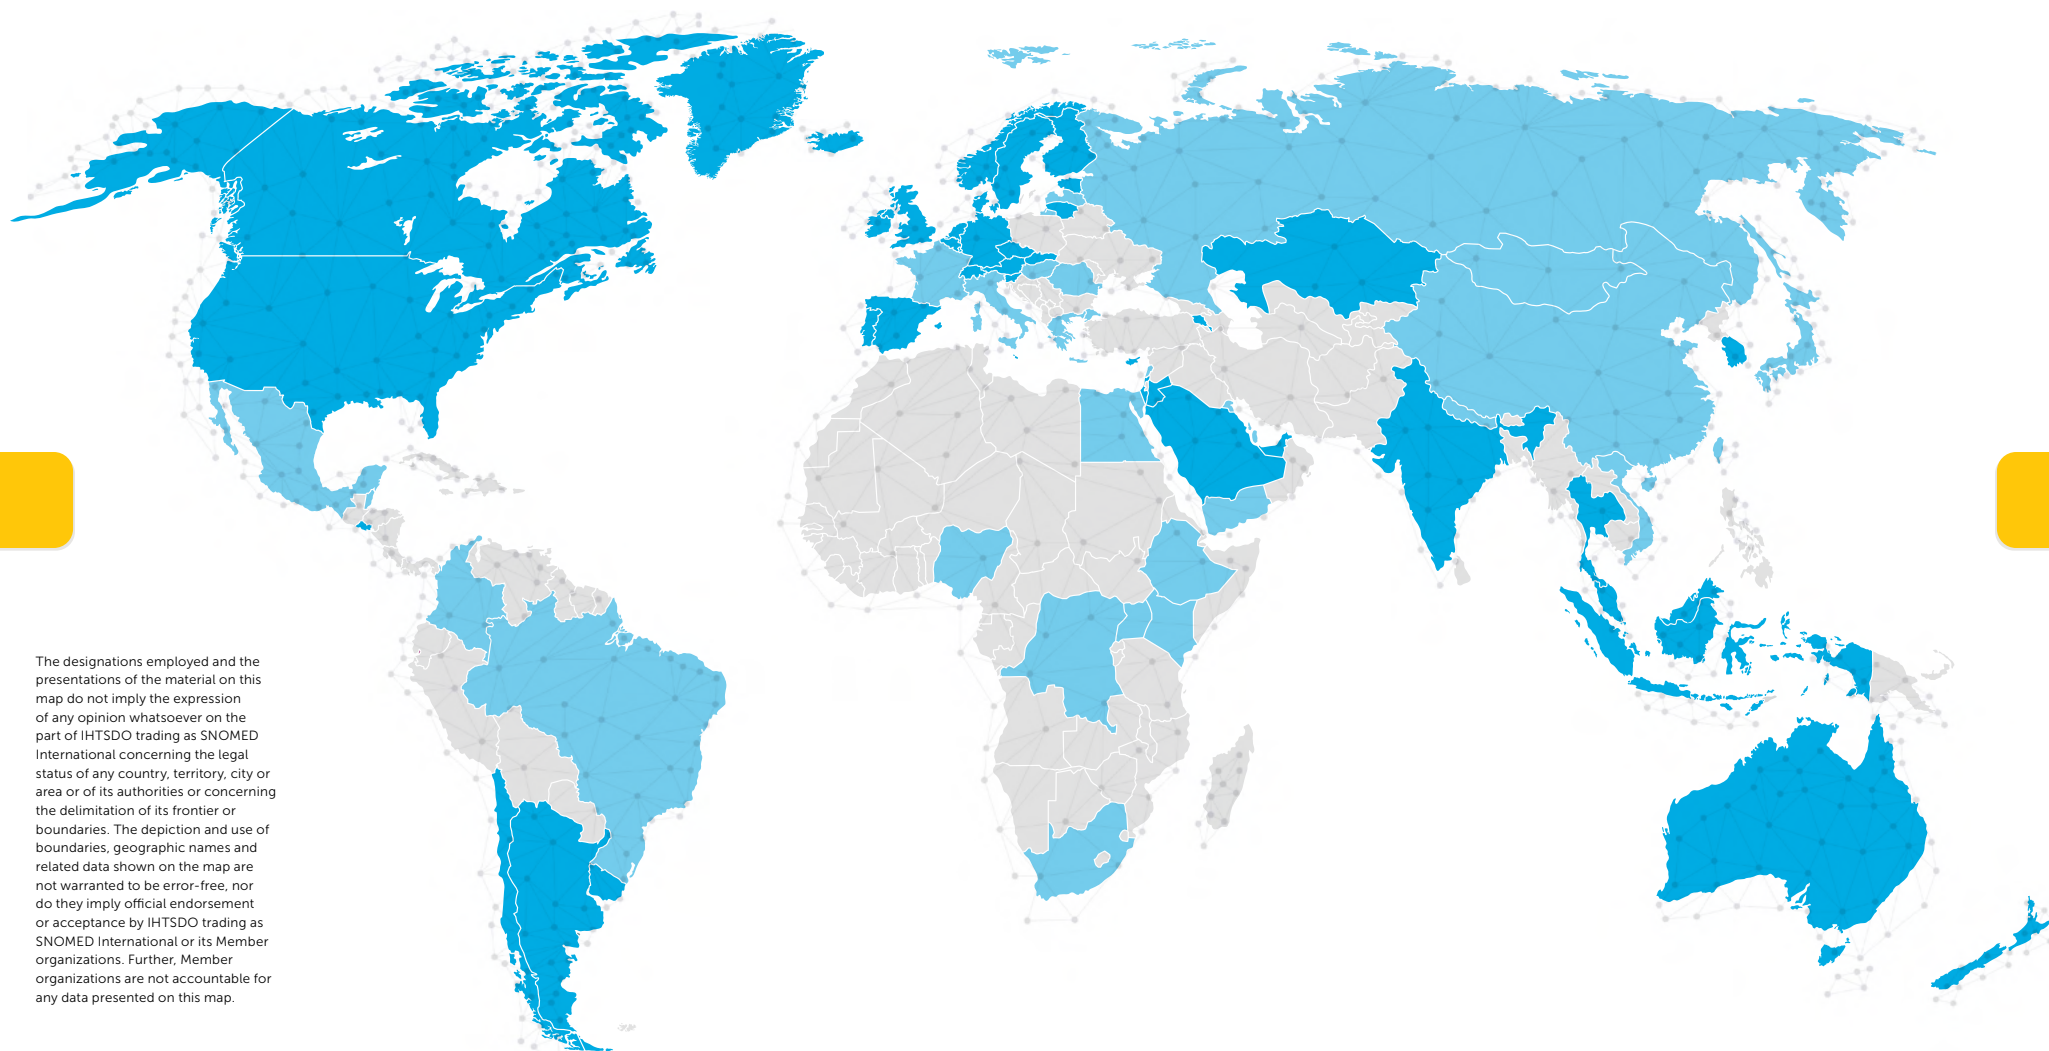 The designations employed and the
presentations of the material on this
map do not imply the expression
of any opinion whatsoever on the
part of IHTSDO trading as SNOMED
International concerning the legal
status of any country, territory, city or
area or of its authorities or concerning
the delimitation of its frontier or
boundaries. The depiction and use of
boundaries, geographic names and
related data shown on the map are
not warranted to be error-free, nor
do they imply official endorsement
or acceptance by IHTSDO trading as
SNOMED International or its Member
organizations. Further, Member
organizations are not accountable for
any data presented on this map.